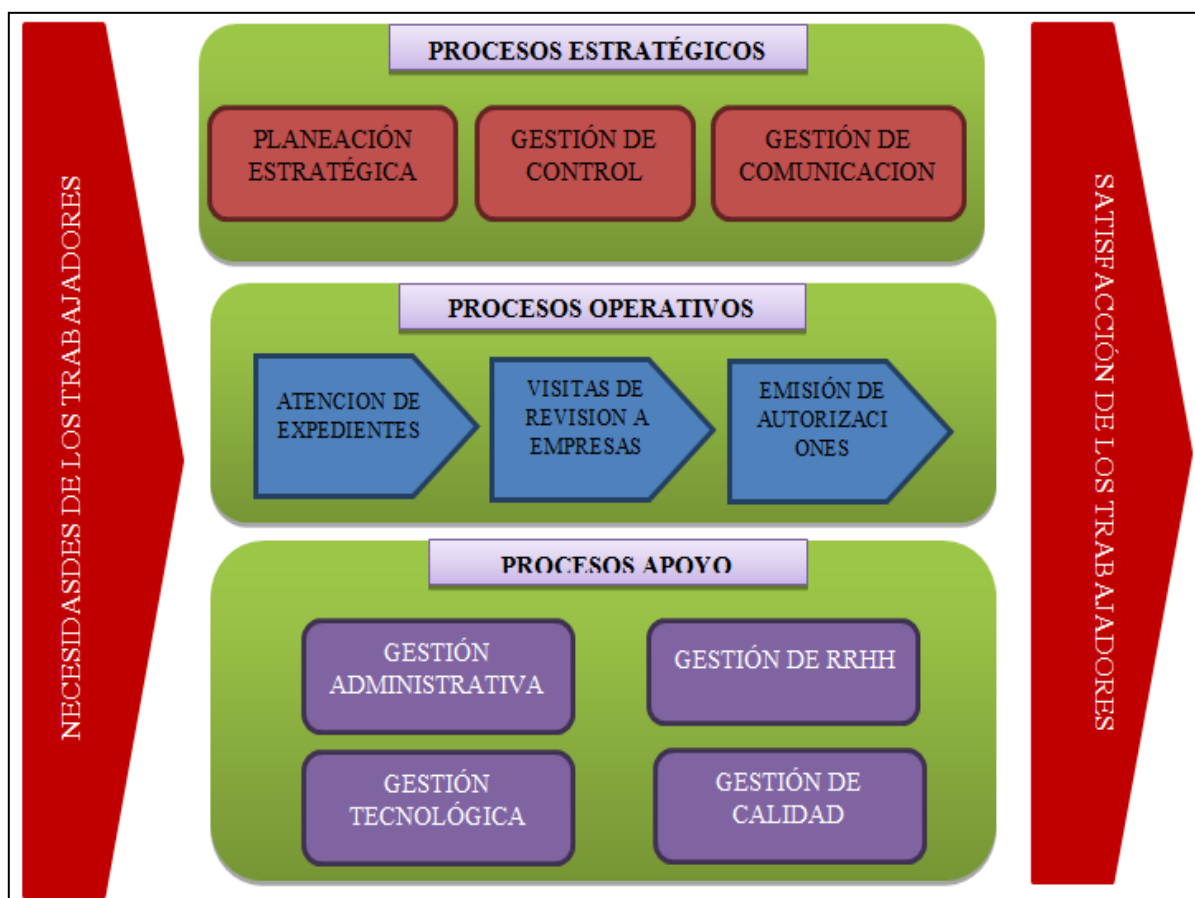 NECESIDASDES DE LOS TRABAJADORES
PROCESOS ESTRATÉGICOS
PLANEACIÓN
ESTRATÉGICA
GESTIÓN DE
CONTROL
GESTIÓN DE
COMUNICACION
PROCESOS OPERATIVOS
ATENCION DE
EXPEDIENTES
VISITAS DE
REVISION A
EMPRESAS
EMISIÓN DE
AUTORIZACI
ONES
PROCESOS APOYO
GESTIÓN
ADMINISTRATIVA
GESTIÓN DE RRHH
GESTIÓN
TECNOLÓGICA
GESTIÓN DE
CALIDAD
SATISFACCIÓN DE LOS TRABAJADORES